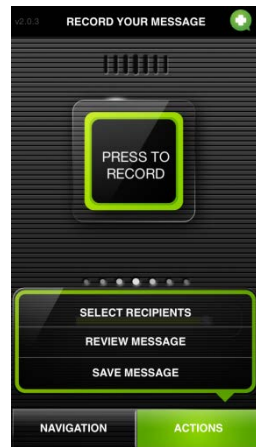 v2.0.3 RECORD YOUR MESSAGE
PRESS TO
RECORD
SELECT RECIPIENTS
REVIEW MESSAGE
SAVE MESSAGE
NAVIGATION ACTIONS